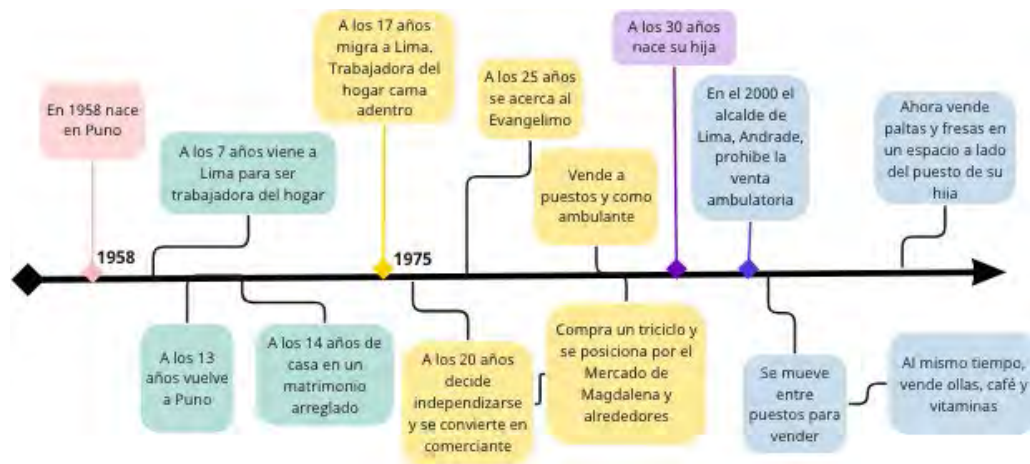 En 1958 nace
en Puno
1958
A los 7 años viene a
Lima para ser
trabajadora del hogar
A los 13
años vuelve
a Puno
A los 14 años de
casa en un
matrimonio
arreglado
A los 17 años
migra a Lima.
Trabajadora del
hogar cama
adentro
1975
A los 20 años
decide
independizarse
y se convierte en
comerciante
A los 25 años
se acerca al
Evangelimo
Compra un triciclo y
se posiciona por el
Mercado de
Magdalena y
alrededores
Vende a
puestos y como
ambulante
A los 30 años
nace su hija
En el 2000 el
alcalde de
Lima, Andrade,
prohibe la
venta
ambulatoria
Se mueve
entre
puestos para
vender
Al mismo tiempo,
vende ollas, café y
vitaminas
Ahora vende
paltas y fresas en
un espacio a lado
del puesto de su
hija